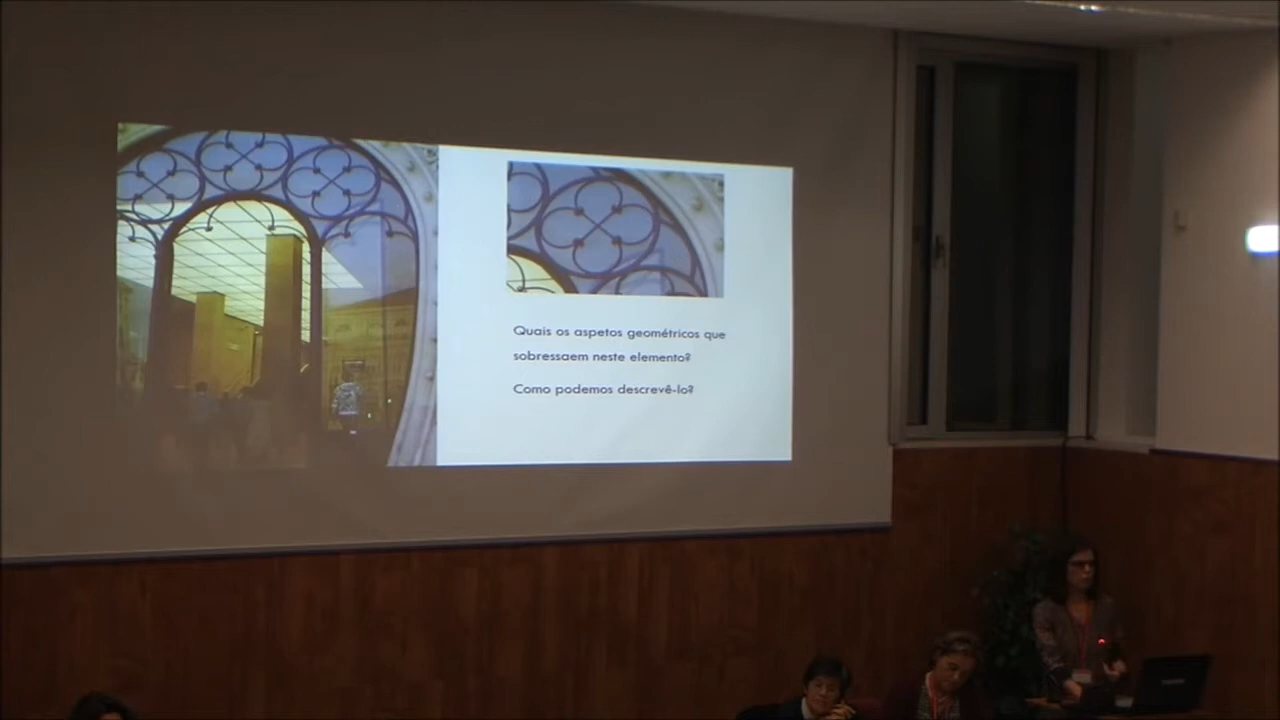 Quais os aspetos geométricos que
sobressaem neste elemento?
Como podemos descrevê-lo?